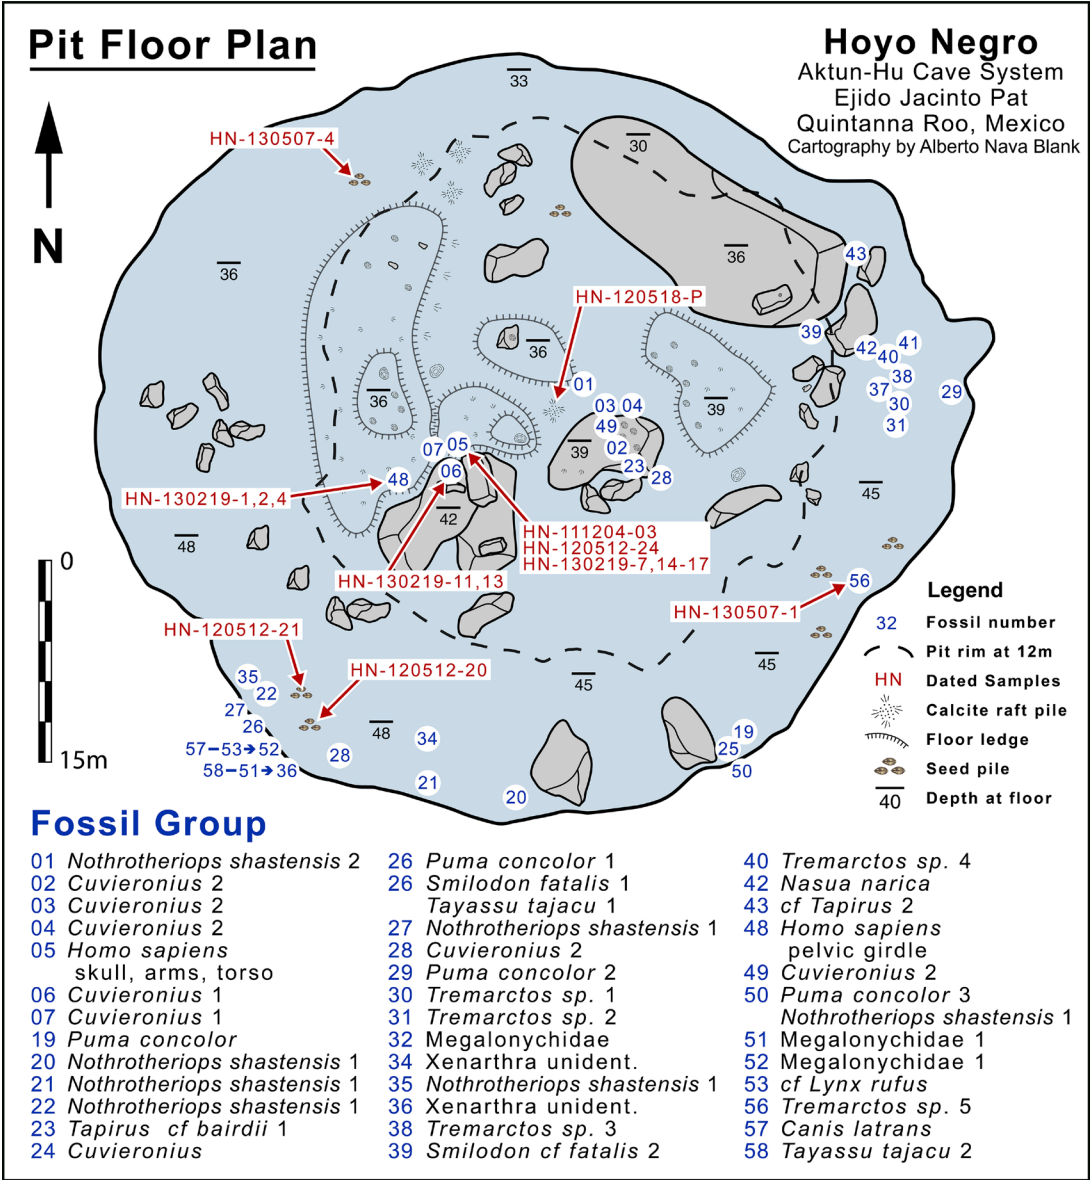 Pit Floor Plan
Hoyo Negro
Aktun-Hu Cave System
Ejido Jacinto Pat
Quintanna Roo, Mexico
Cartography by Alberto Nava Blank
N
33
HN-130507-4
30
36
36
43
HN-120518-P
39
42
41
40
36
01
38
37
29
36
03
04
39
30
49
31
39
02
07
05
23
06
28
48
HN-130219-1,2,4
45
42
HN-111204-03
HN-120512-24
HN-130219-7,14-17
48
0
HN-130219-11,13
56
HN-130507-1
HN-120512-21
45
HN-120512-20
45
35
22
27
26
48
34
19
57–53➔52
28
25
15m
58–51➔36
21
50
20
Legend
32 Fossil number
Pit rim at 12m
HN Dated Samples
Calcite raft pile
Floor ledge
Seed pile
40 Depth at floor
Fossil Group
01 Nothrotheriops shastensis 2
02 Cuvieronius 2
03 Cuvieronius 2
04 Cuvieronius 2
05 Homo sapiens
skull, arms, torso
06 Cuvieronius 1
07 Cuvieronius 1
19 Puma concolor
20 Nothrotheriops shastensis 1
21 Nothrotheriops shastensis 1
22 Nothrotheriops shastensis 1
23 Tapirus cf bairdii 1
24 Cuvieronius
26 Puma concolor 1
26 Smilodon fatalis 1
Tayassu tajacu 1
27 Nothrotheriops shastensis 1
28 Cuvieronius 2
29 Puma concolor 2
30 Tremarctos sp. 1
31 Tremarctos sp. 2
32 Megalonychidae
34 Xenarthra unident.
35 Nothrotheriops shastensis 1
36 Xenarthra unident.
38 Tremarctos sp. 3
39 Smilodon cf fatalis 2
40 Tremarctos sp. 4
42 Nasua narica
43 cf Tapirus 2
48 Homo sapiens
pelvic girdle
49 Cuvieronius 2
50 Puma concolor 3
Nothrotheriops shastensis 1
51 Megalonychidae 1
52 Megalonychidae 1
53 cf Lynx rufus
56 Tremarctos sp. 5
57 Canis latrans
58 Tayassu tajacu 2